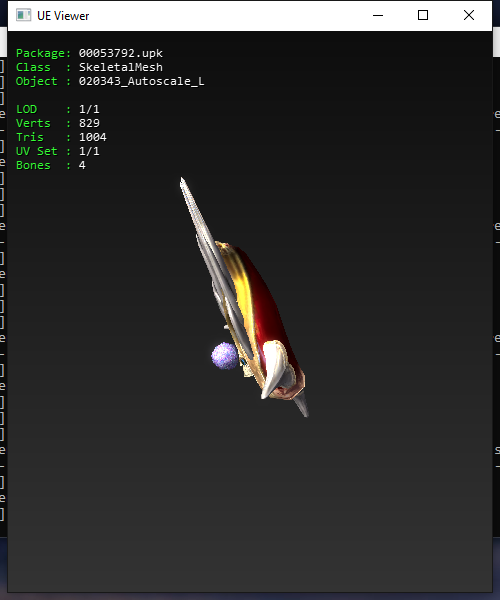 UE Viewer
Package: 00053792.upk
Class : SkeletalMesh
Object : 020343_Autoscale_L
LOD : 1/1
Verts : 829
Tris : 1004
UV Set : 1/1
Bones : 4